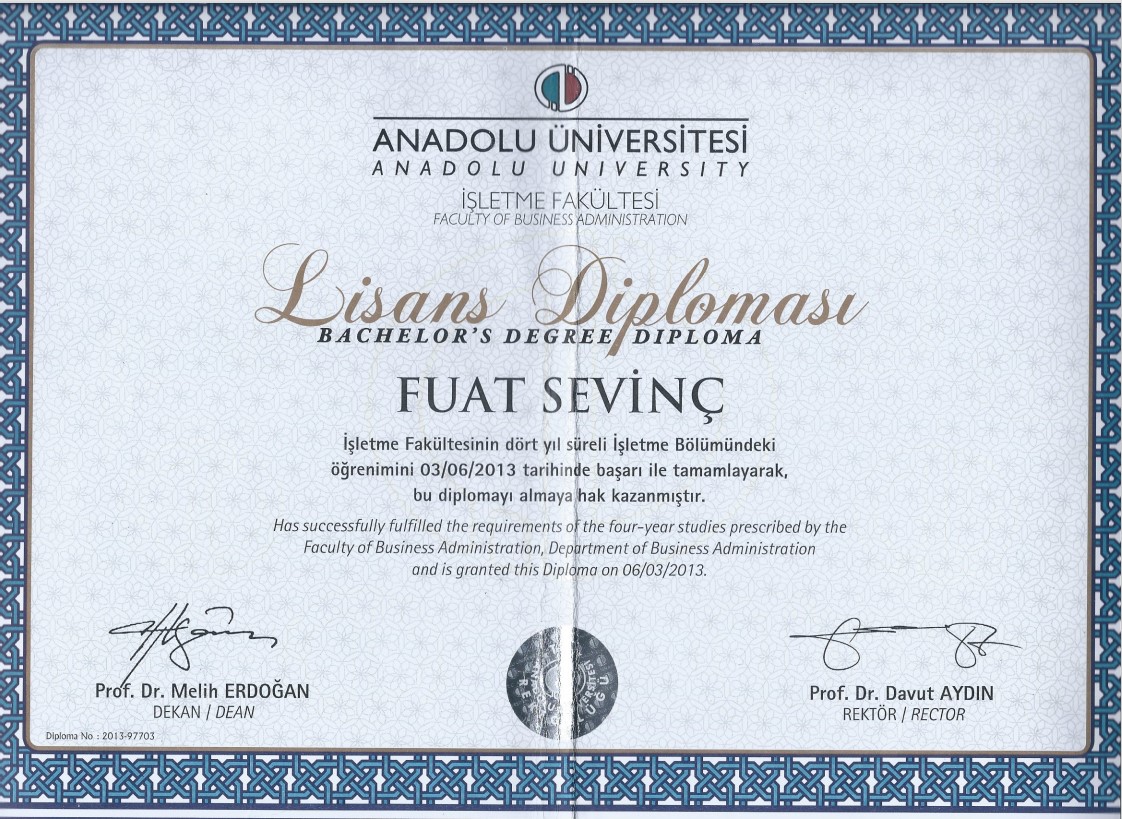 ANADOLU ÜNİVERSİTESİ
ANADOLU UNIVERSITY
İŞLETME FAKÜLTESİ
FACULTY OF BUSINESS ADMINISTRATION
Lisans Diploması
BACHELOR'S DEGREE DIPLOMA
FUAT SEVİNÇ
İşletme Fakültesinin dört yıl süreli İşletme Bölümündeki
öğrenimini 03/06/2013 tarihinde başarı ile tamamlayarak,
bu diplomayı almaya hak kazanmıştır.
Has successfully fulfilled the requirements of the four-year studies prescribed by the
Faculty of Business Administration, Department of Business Administration
and is granted this Diploma on 06/03/2013.
Prof. Dr. Melih ERDOĞAN
DEKAN / DEAN
Prof. Dr. Davut AYDIN
REKTÖR / RECTOR
Diploma No : 2013-97703